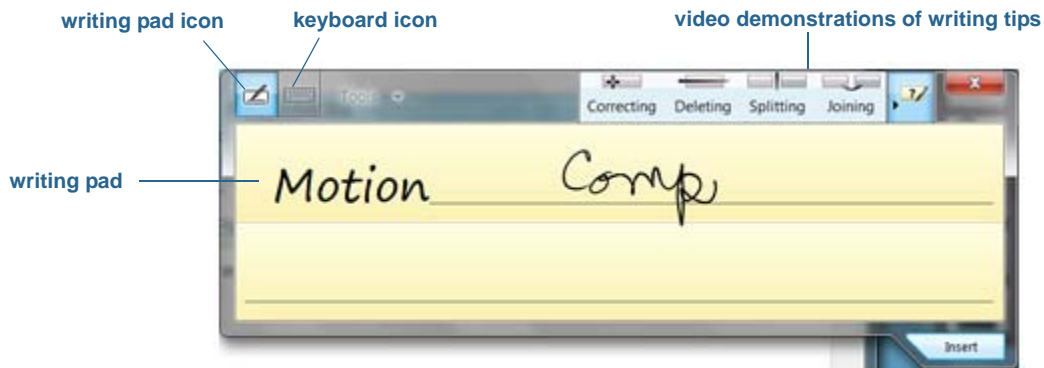 writing pad icon keyboard icon video demonstrations of writing tips
Tools
Correcting Deleting Splitting Joining
writing pad
Motion Comp
Insert